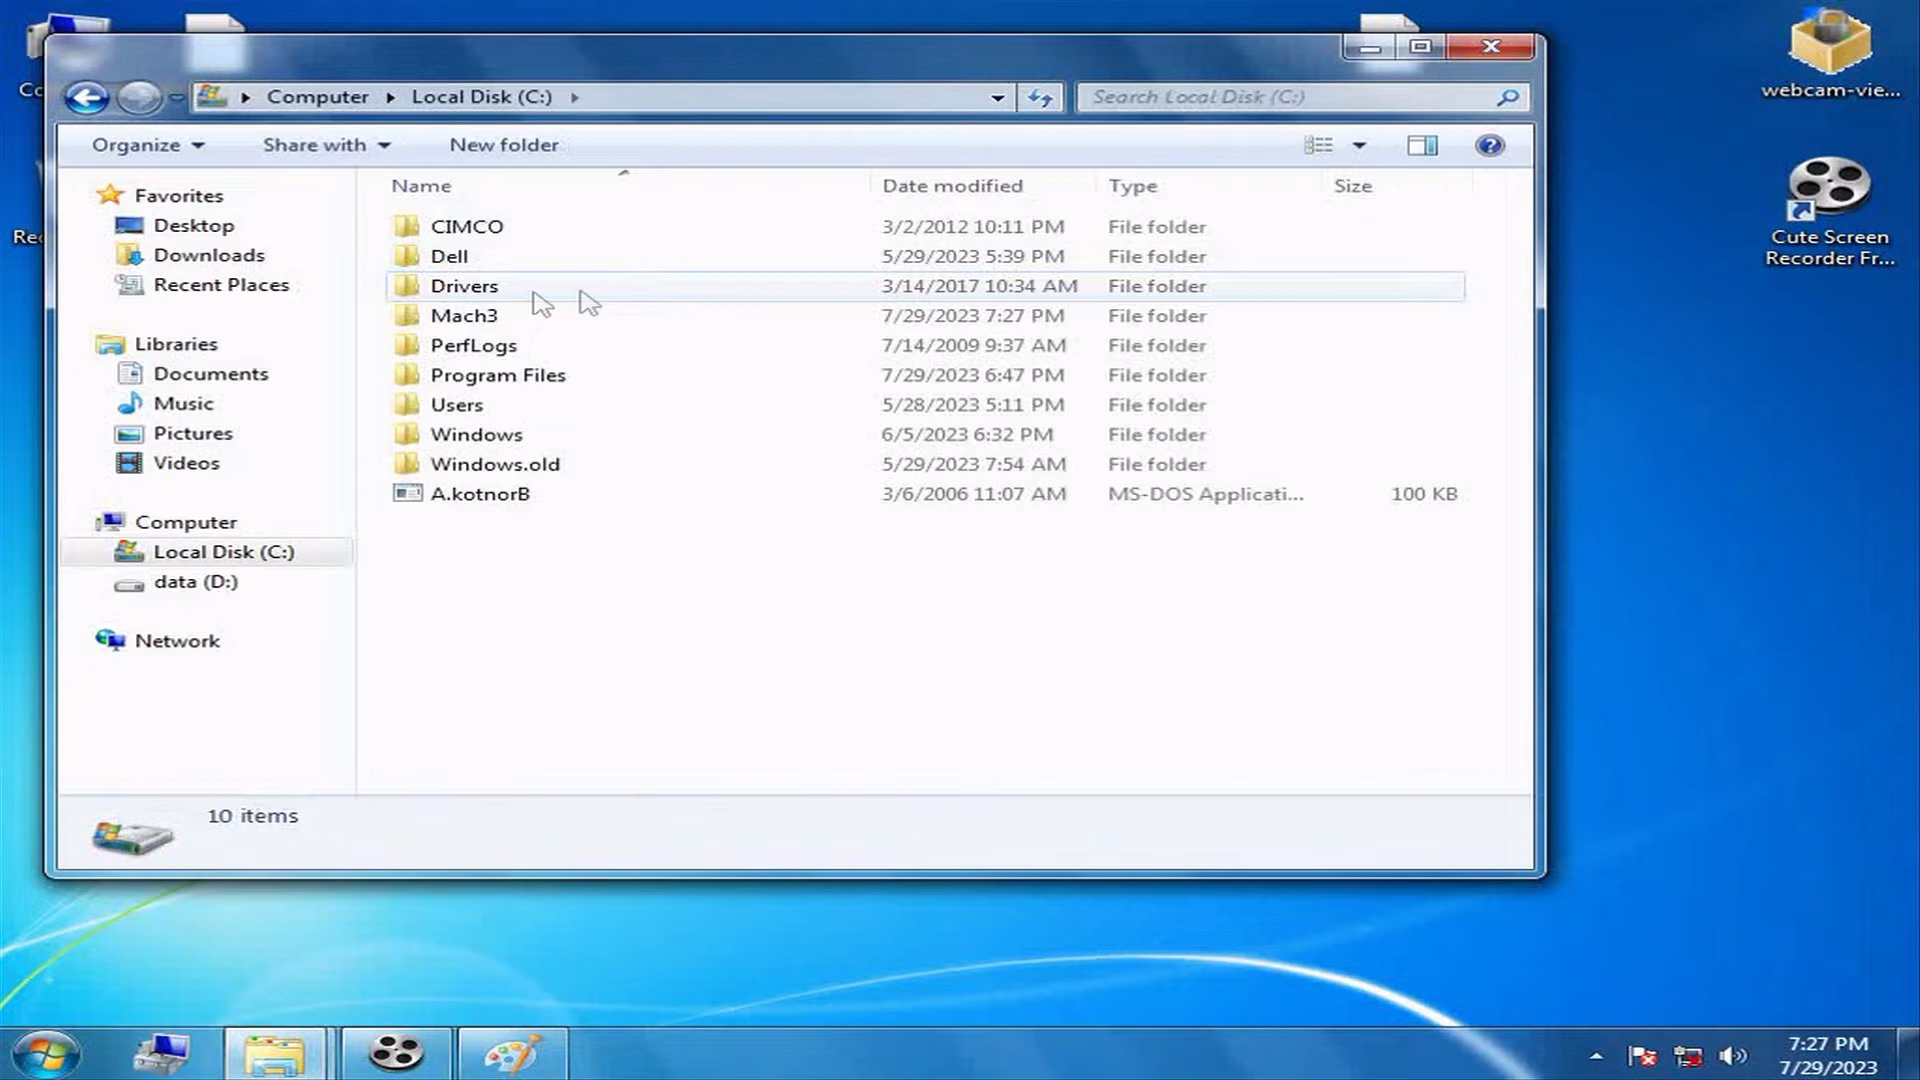 Computer Local Disk (C:)
Search Local Disk (C:)
Organize Share with New folder
Name Date modified Type Size
Favorites
Desktop
Downloads
Recent Places
Libraries
Documents
Music
Pictures
Videos
Computer
Local Disk (C:)
data (D:)
Network
CIMCO 3/2/2012 10:11 PM File folder
Dell 5/29/2023 5:39 PM File folder
Drivers 3/14/2017 10:34 AM File folder
Mach3 7/29/2023 7:27 PM File folder
PerfLogs 7/14/2009 9:37 AM File folder
Program Files 7/29/2023 6:47 PM File folder
Users 5/28/2023 5:11 PM File folder
Windows 6/5/2023 6:32 PM File folder
Windows.old 5/29/2023 7:54 AM File folder
A.kotnorB 3/6/2006 11:07 AM MS-DOS Applicati... 100 KB
10 items
webcam-vie...
Cute Screen
Recorder Fr...
7:27 PM
7/29/2023